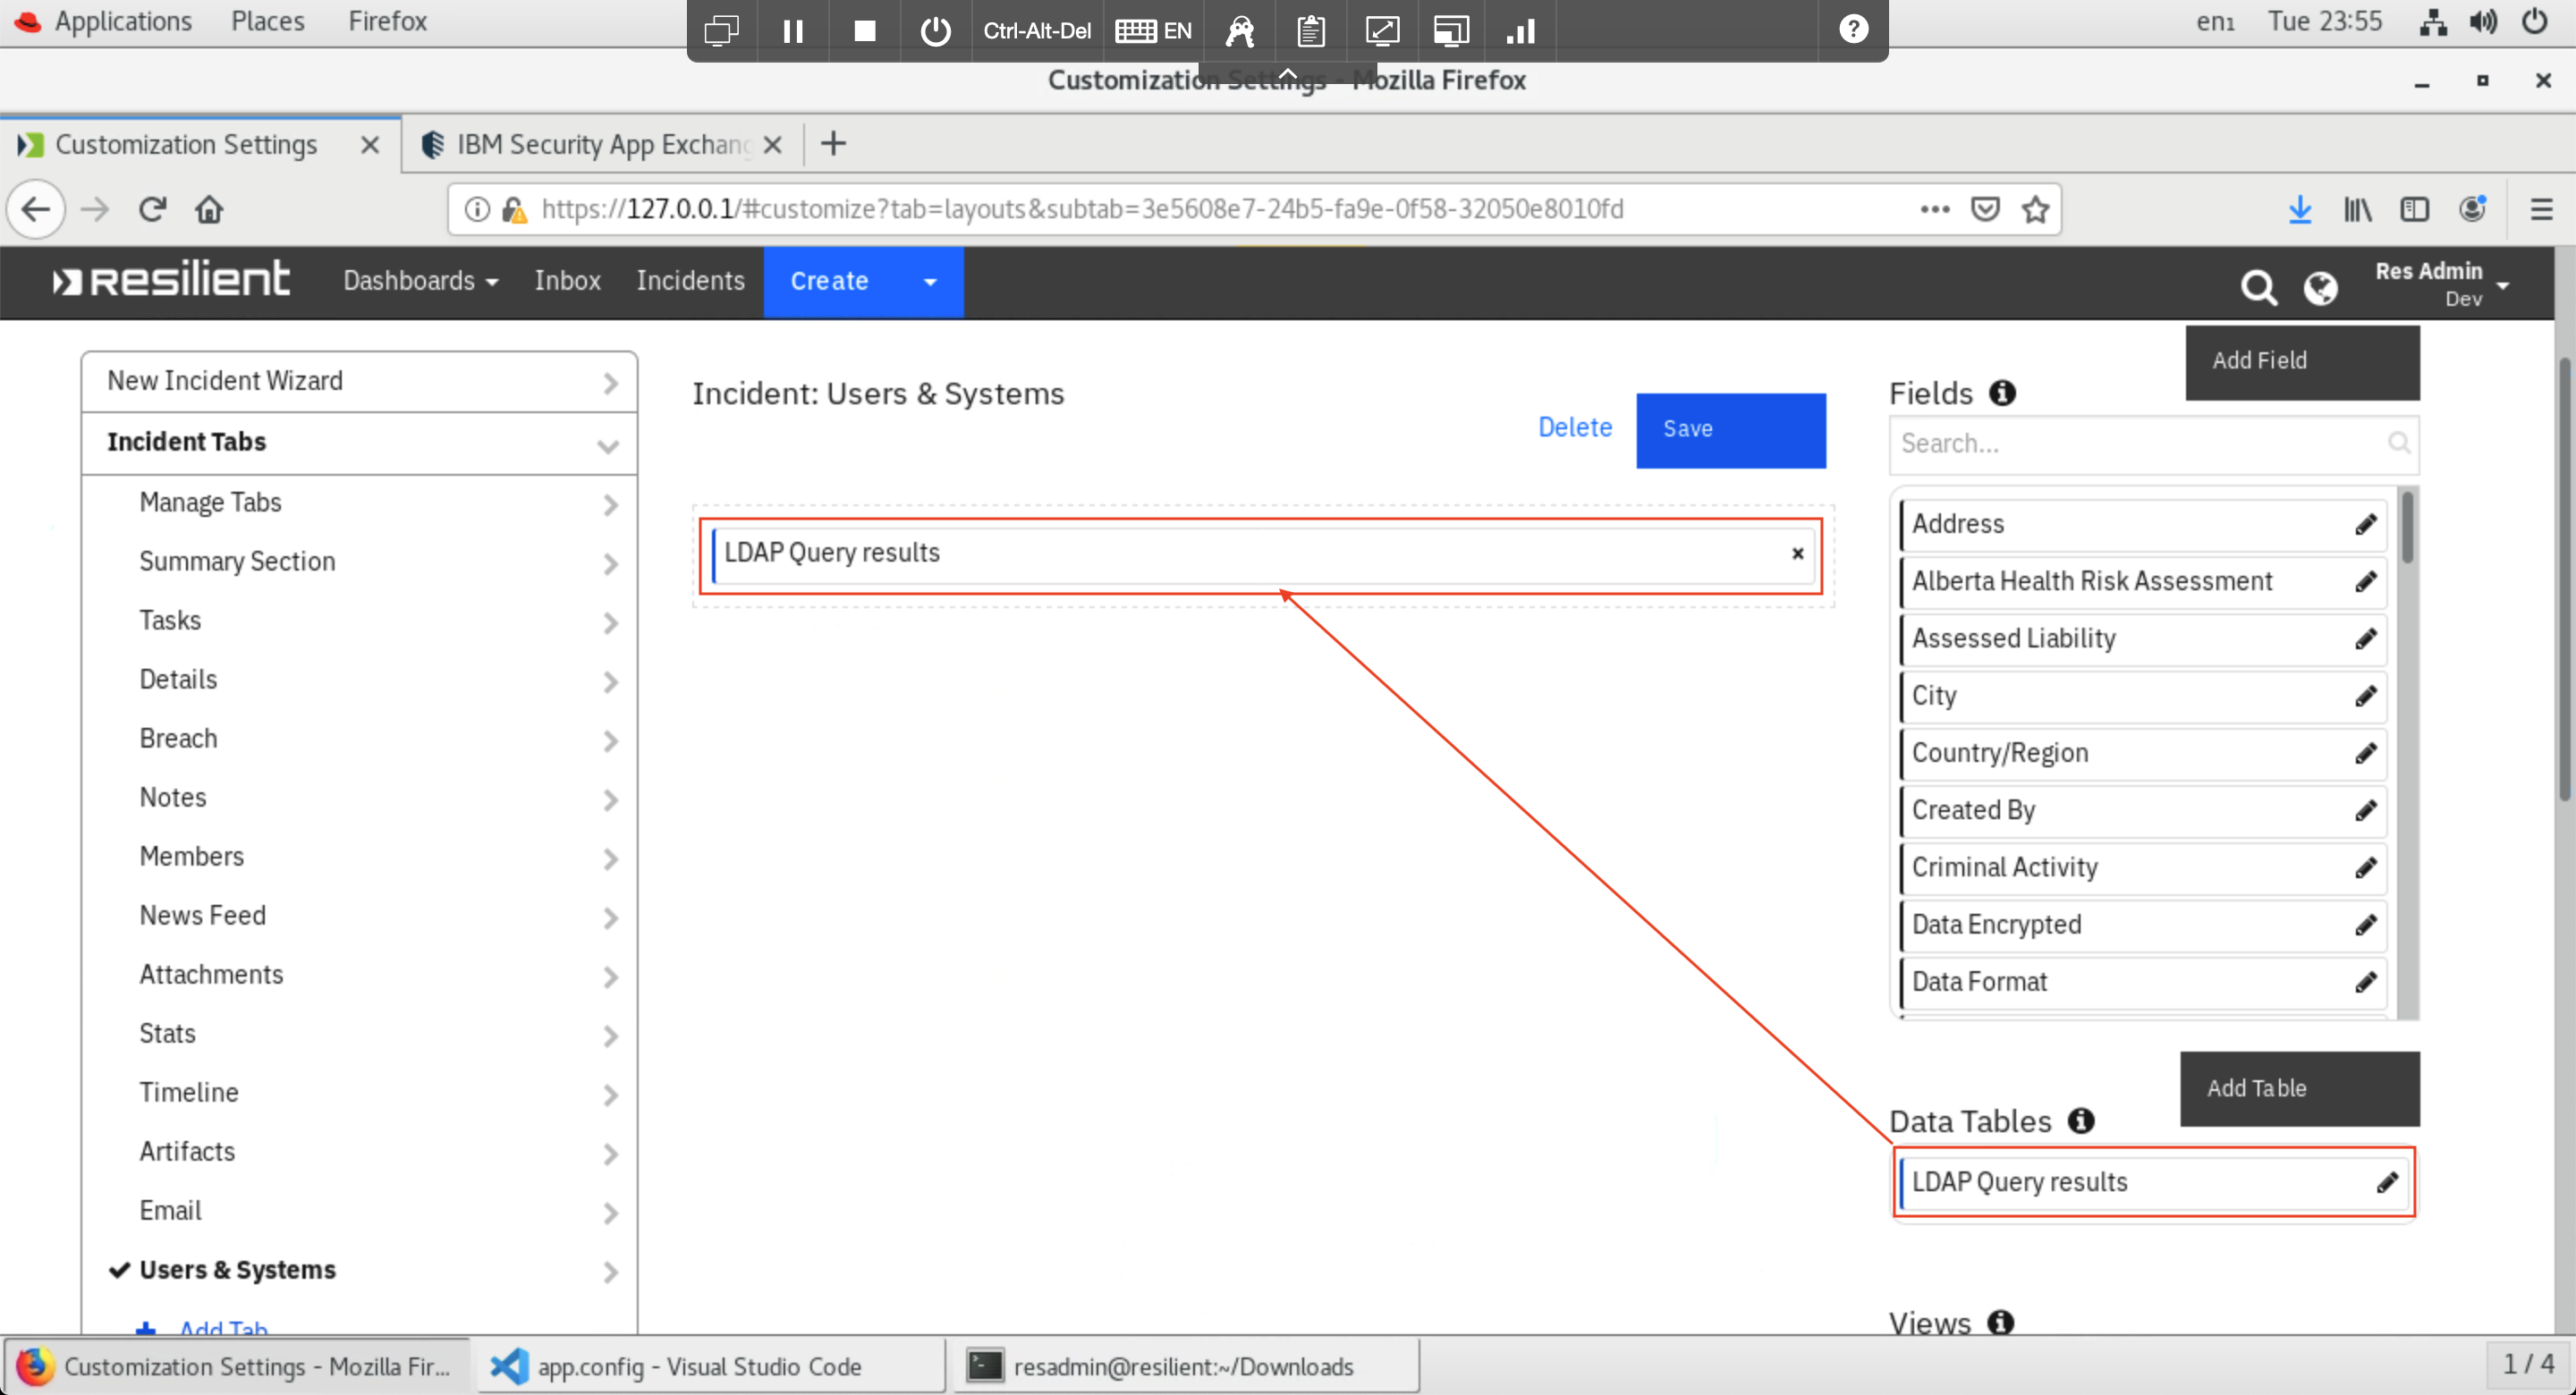 Applications Places Firefox
Ctrl-Alt-Del EN
en1 Tue 23:55
Customization Settings - Mozilla Firefox
Customization Settings
IBM Security App Exchang
https://127.0.0.1/#customize?tab=layouts&subtab=3e5608e7-24b5-fa9e-0f58-32050e8010fd
resilient Dashboards Inbox Incidents Create
Res Admin
Dev
New Incident Wizard
Incident Tabs
Manage Tabs
Summary Section
Tasks
Details
Breach
Notes
Members
News Feed
Attachments
Stats
Timeline
Artifacts
Email
Users & Systems
Add Tab
Incident: Users & Systems
Delete Save
LDAP Query results
Add Field
Fields
Search...
Address
Alberta Health Risk Assessment
Assessed Liability
City
Country/Region
Created By
Criminal Activity
Data Encrypted
Data Format
Add Table
Data Tables
LDAP Query results
Views
Customization Settings - Mozilla Fir...
app.config - Visual Studio Code
resadmin@resilient:~/Downloads
1 / 4